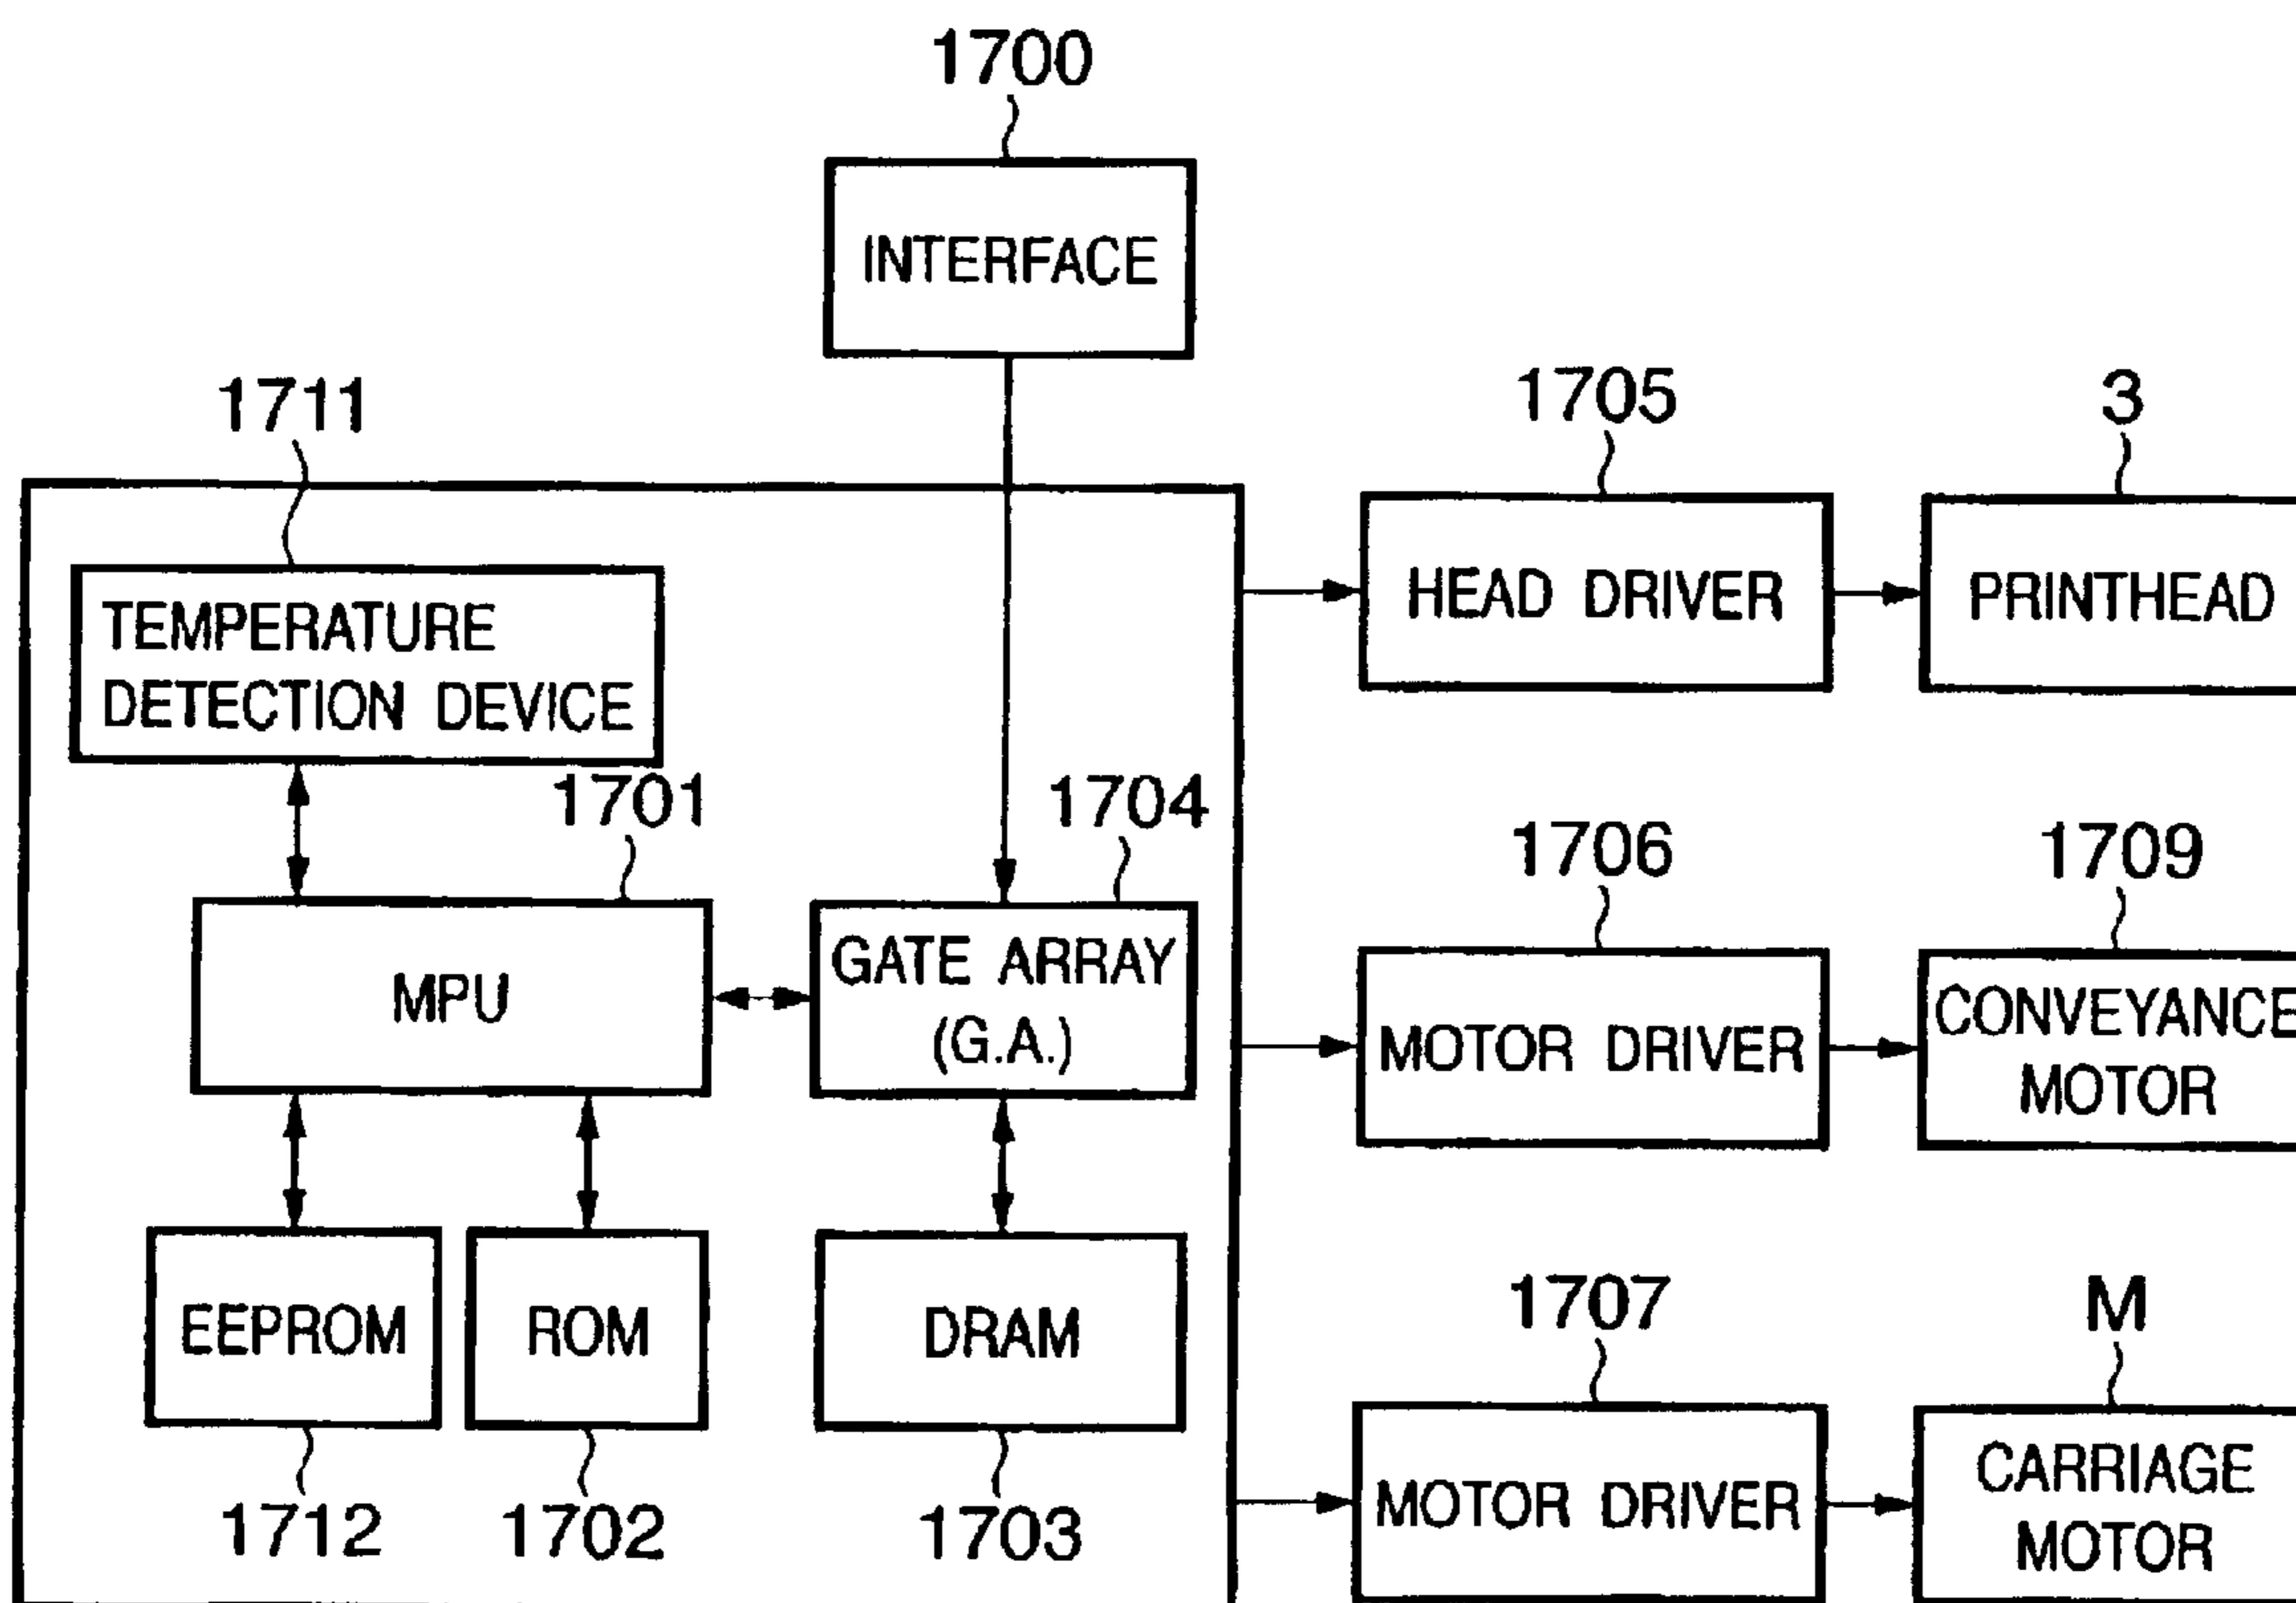 1700
INTERFACE
1711
1705
3
TEMPERATURE
DETECTION DEVICE
HEAD DRIVER
PRINTHEAD
1701
1704
1706
1709
MPU
GATE ARRAY
(G.A.)
MOTOR DRIVER
CONVEYANCE
MOTOR
EEPROM
ROM
DRAM
1707
M
1712
1702
1703
MOTOR DRIVER
CARRIAGE
MOTOR